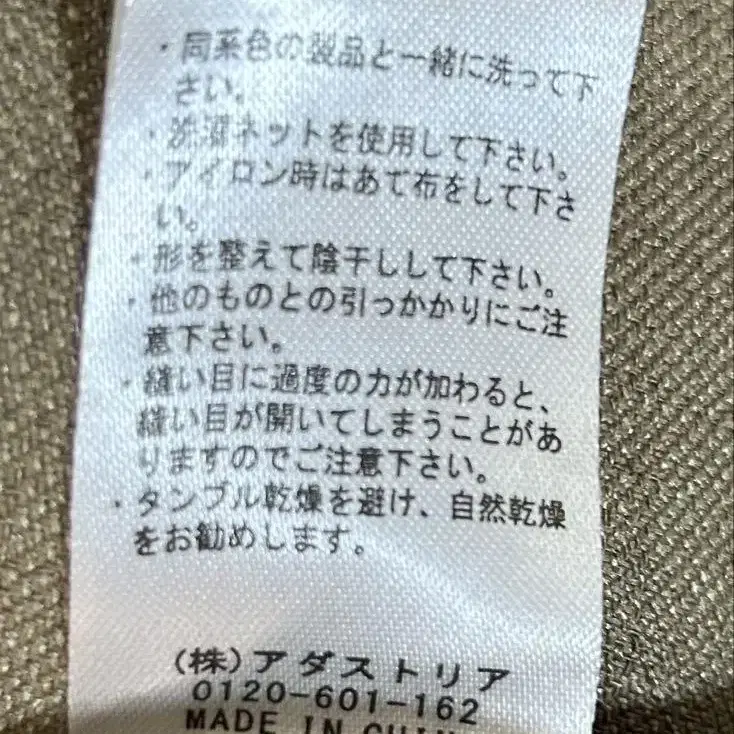 ・同系色の製品と一緒に洗って下
さい。
・洗濯ネットを使用して下さい。
・アイロン時はあて布をして下さ
い。
・形を整えて陰干しして下さい。
・他のものとの引っかかりにご注
意下さい。
・縫い目に過度の力が加わると、
縫い目が開いてしまうことがあ
りますのでご注意下さい。
・タンブル乾燥を避け、自然乾燥
をお勧めします。
(株)アダストリア
0120-601-162
MADE IN